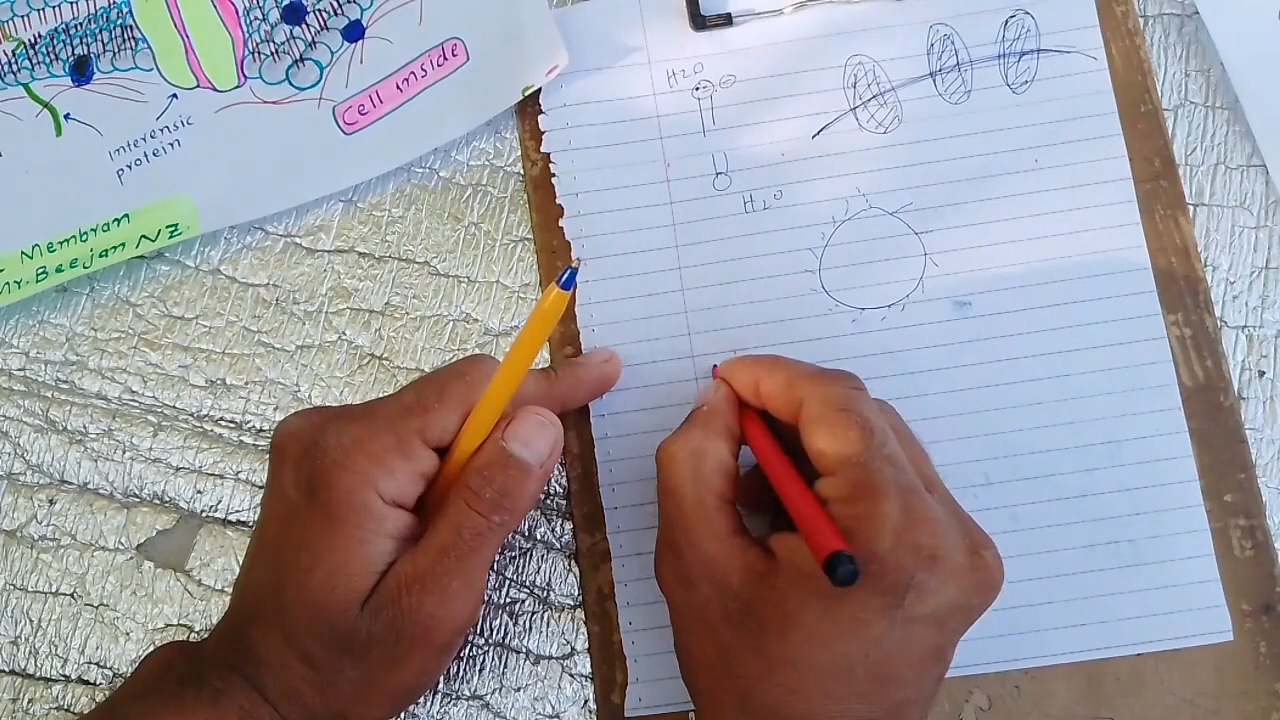 Cell inside
Interensic
protein
Membran
Mr. Beejan NZ.
H2O
H2O